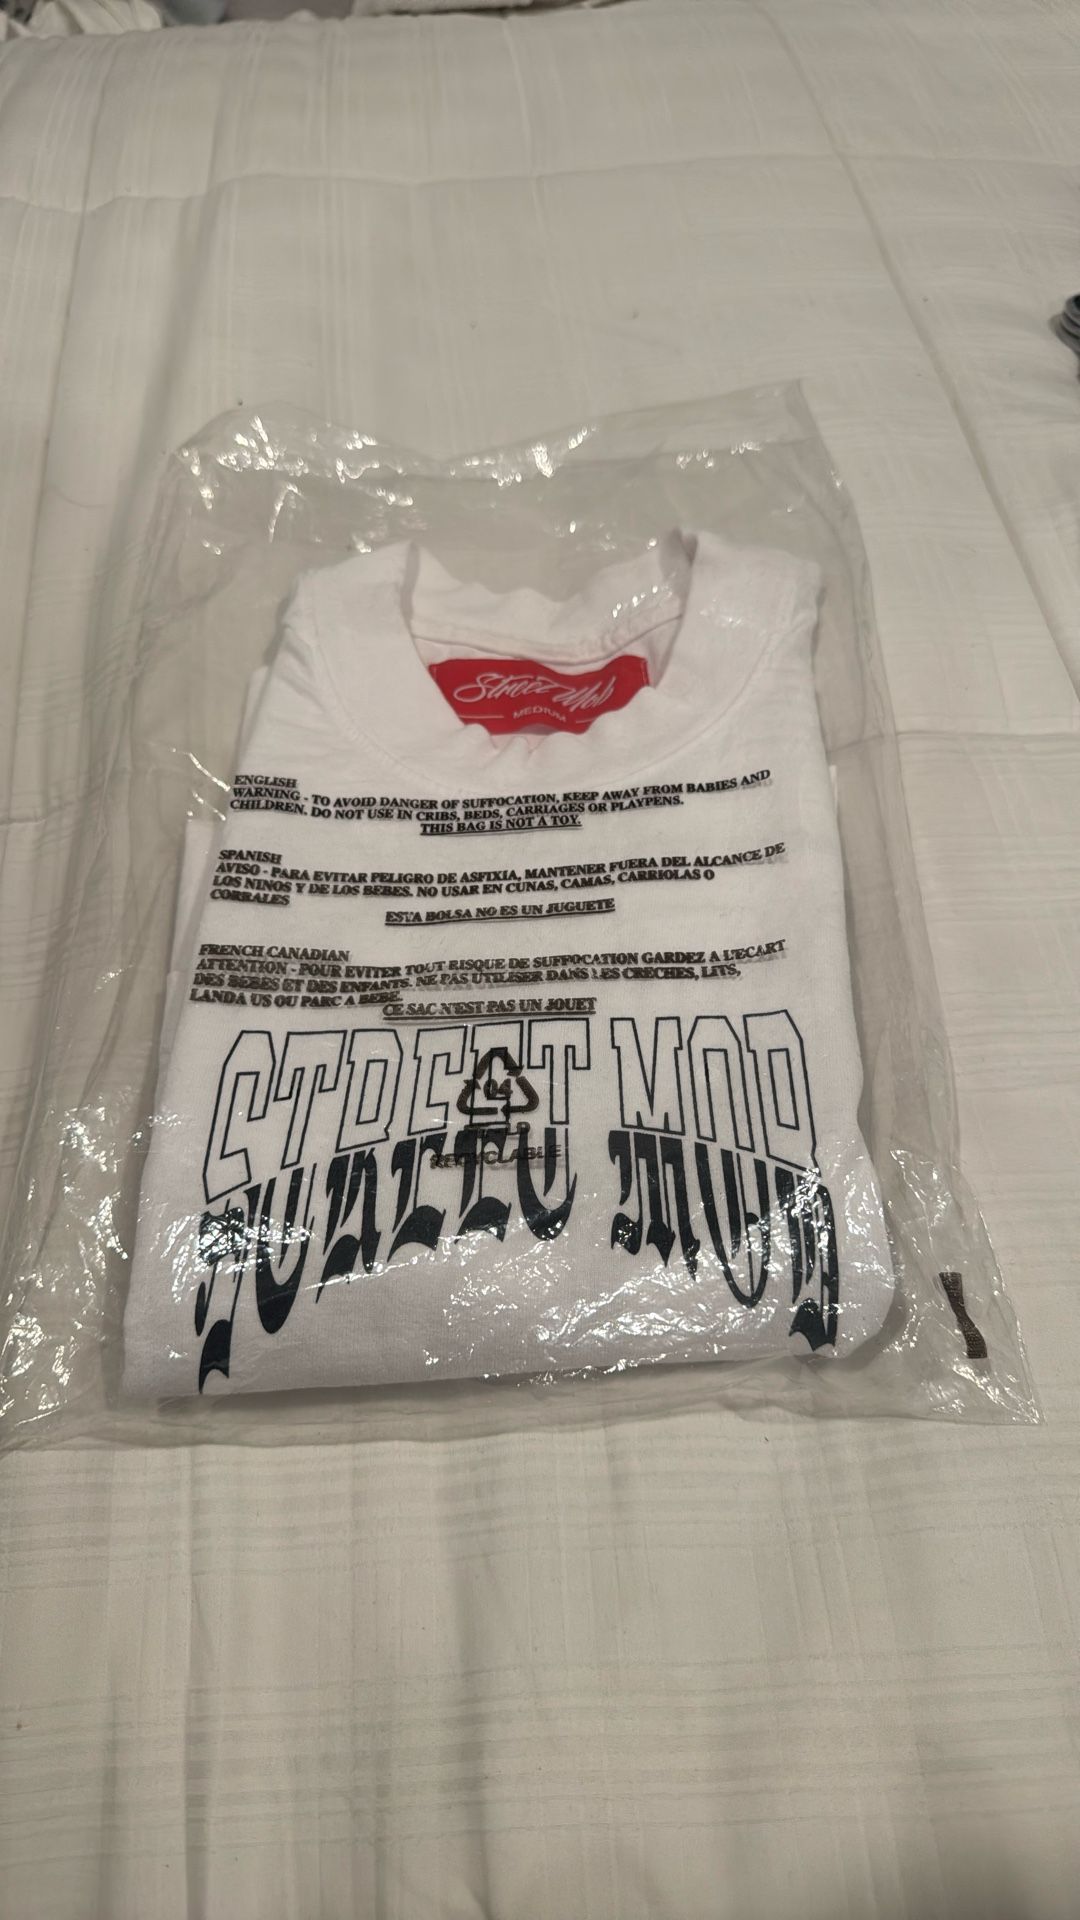 Street Mob
MEDIUM
ENGLISH
WARNING - TO AVOID DANGER OF SUFFOCATION, KEEP AWAY FROM BABIES AND
CHILDREN. DO NOT USE IN CRIBS, BEDS, CARRIAGES OR PLAYPENS.
THIS BAG IS NOT A TOY.
SPANISH
AVISO - PARA EVITAR PELIGRO DE ASFIXIA, MANTENER FUERA DEL ALCANCE DE
LOS NINOS Y DE LOS BEBES. NO USAR EN CUNAS, CAMAS, CARRIOLAS O
CORRALES
ESTA BOLSA NO ES UN JUGUETE
FRENCH CANADIAN
ATTENTION - POUR EVITER TOUT RISQUE DE SUFFOCATION GARDEZ A L'ECART
DES BEBES ET DES ENFANTS. NE PAS UTILISER DANS LES CRECHES, LITS,
LANDA US OU PARC A BEBE.
CE SAC N'EST PAS UN JOUET
STREET MOB
04
RECYCLABLE